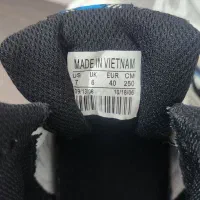 MADE IN VIETNAM
US UK EUR CM
7 6 40 250